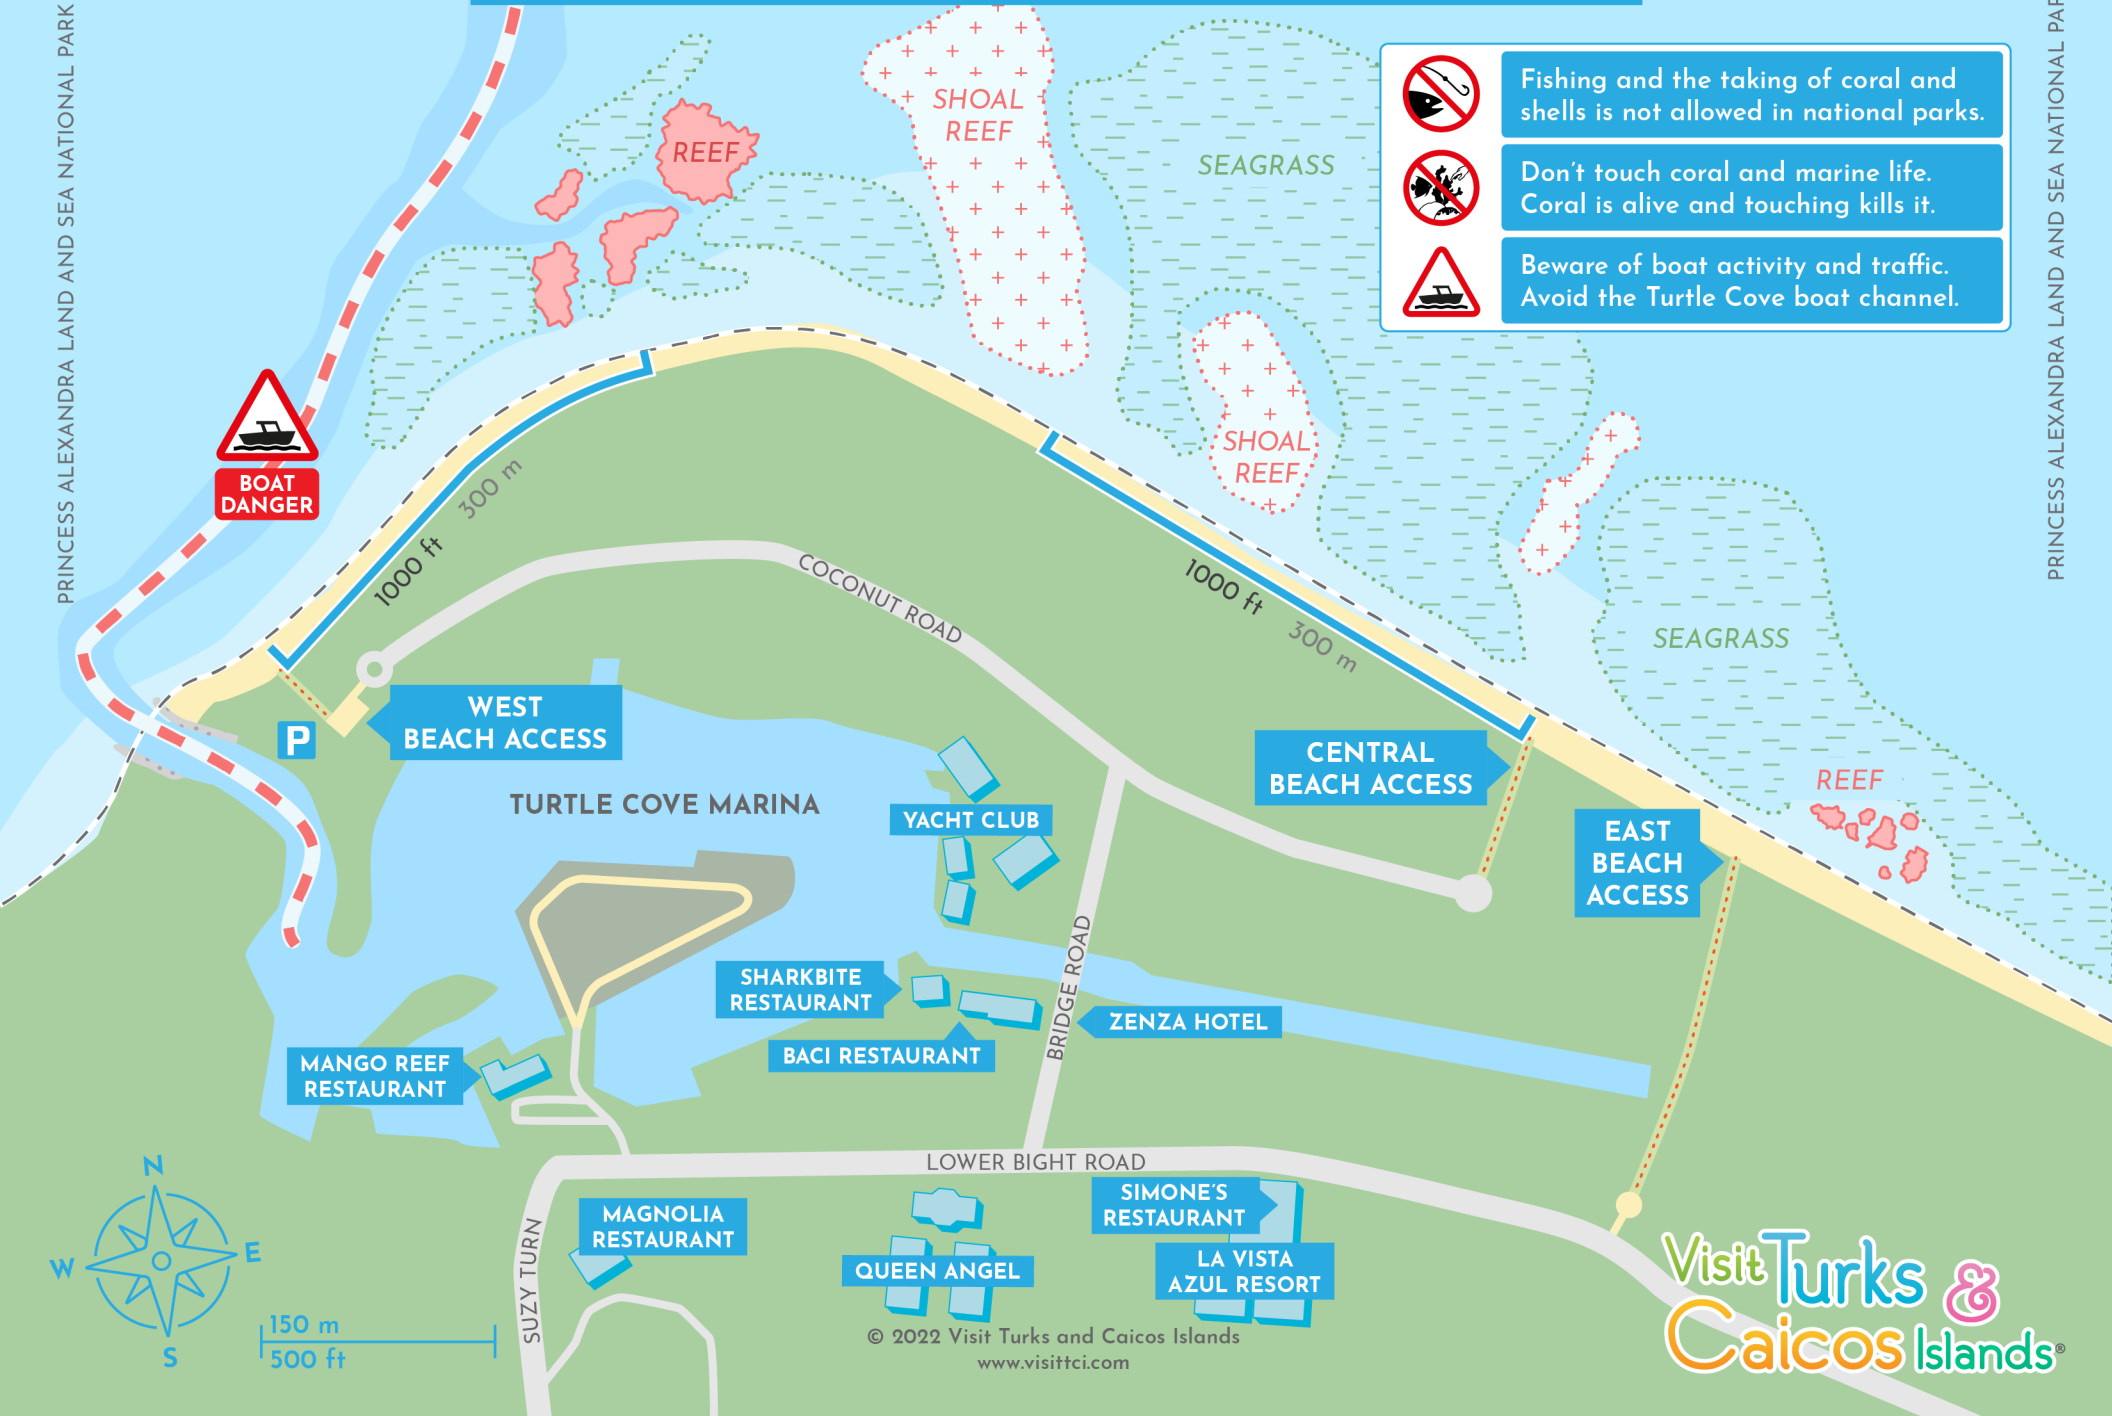 PRINCESS ALEXANDRA LAND AND SEA NATIONAL PARK
PRINCESS ALEXANDRA LAND AND SEA NATIONAL PARK
Fishing and the taking of coral and
shells is not allowed in national parks.
Don't touch coral and marine life.
Coral is alive and touching kills it.
Beware of boat activity and traffic.
Avoid the Turtle Cove boat channel.
SHOAL
REEF
REEF
SEAGRASS
SHOAL
REEF
BOAT
DANGER
300 m
1000 ft
COCONUT ROAD
1000 ft
300 m
SEAGRASS
WEST
BEACH ACCESS
P
CENTRAL
BEACH ACCESS
REEF
TURTLE COVE MARINA
YACHT CLUB
EAST
BEACH
ACCESS
SHARKBITE
RESTAURANT
BRIDGE ROAD
ZENZA HOTEL
BACI RESTAURANT
MANGO REEF
RESTAURANT
LOWER BIGHT ROAD
N
W
E
S
SUZY TURN
MAGNOLIA
RESTAURANT
QUEEN ANGEL
SIMONE'S
RESTAURANT
LA VISTA
AZUL RESORT
150 m
500 ft
© 2022 Visit Turks and Caicos Islands
www.visittci.com
Visit Turks &
Caicos Islands®